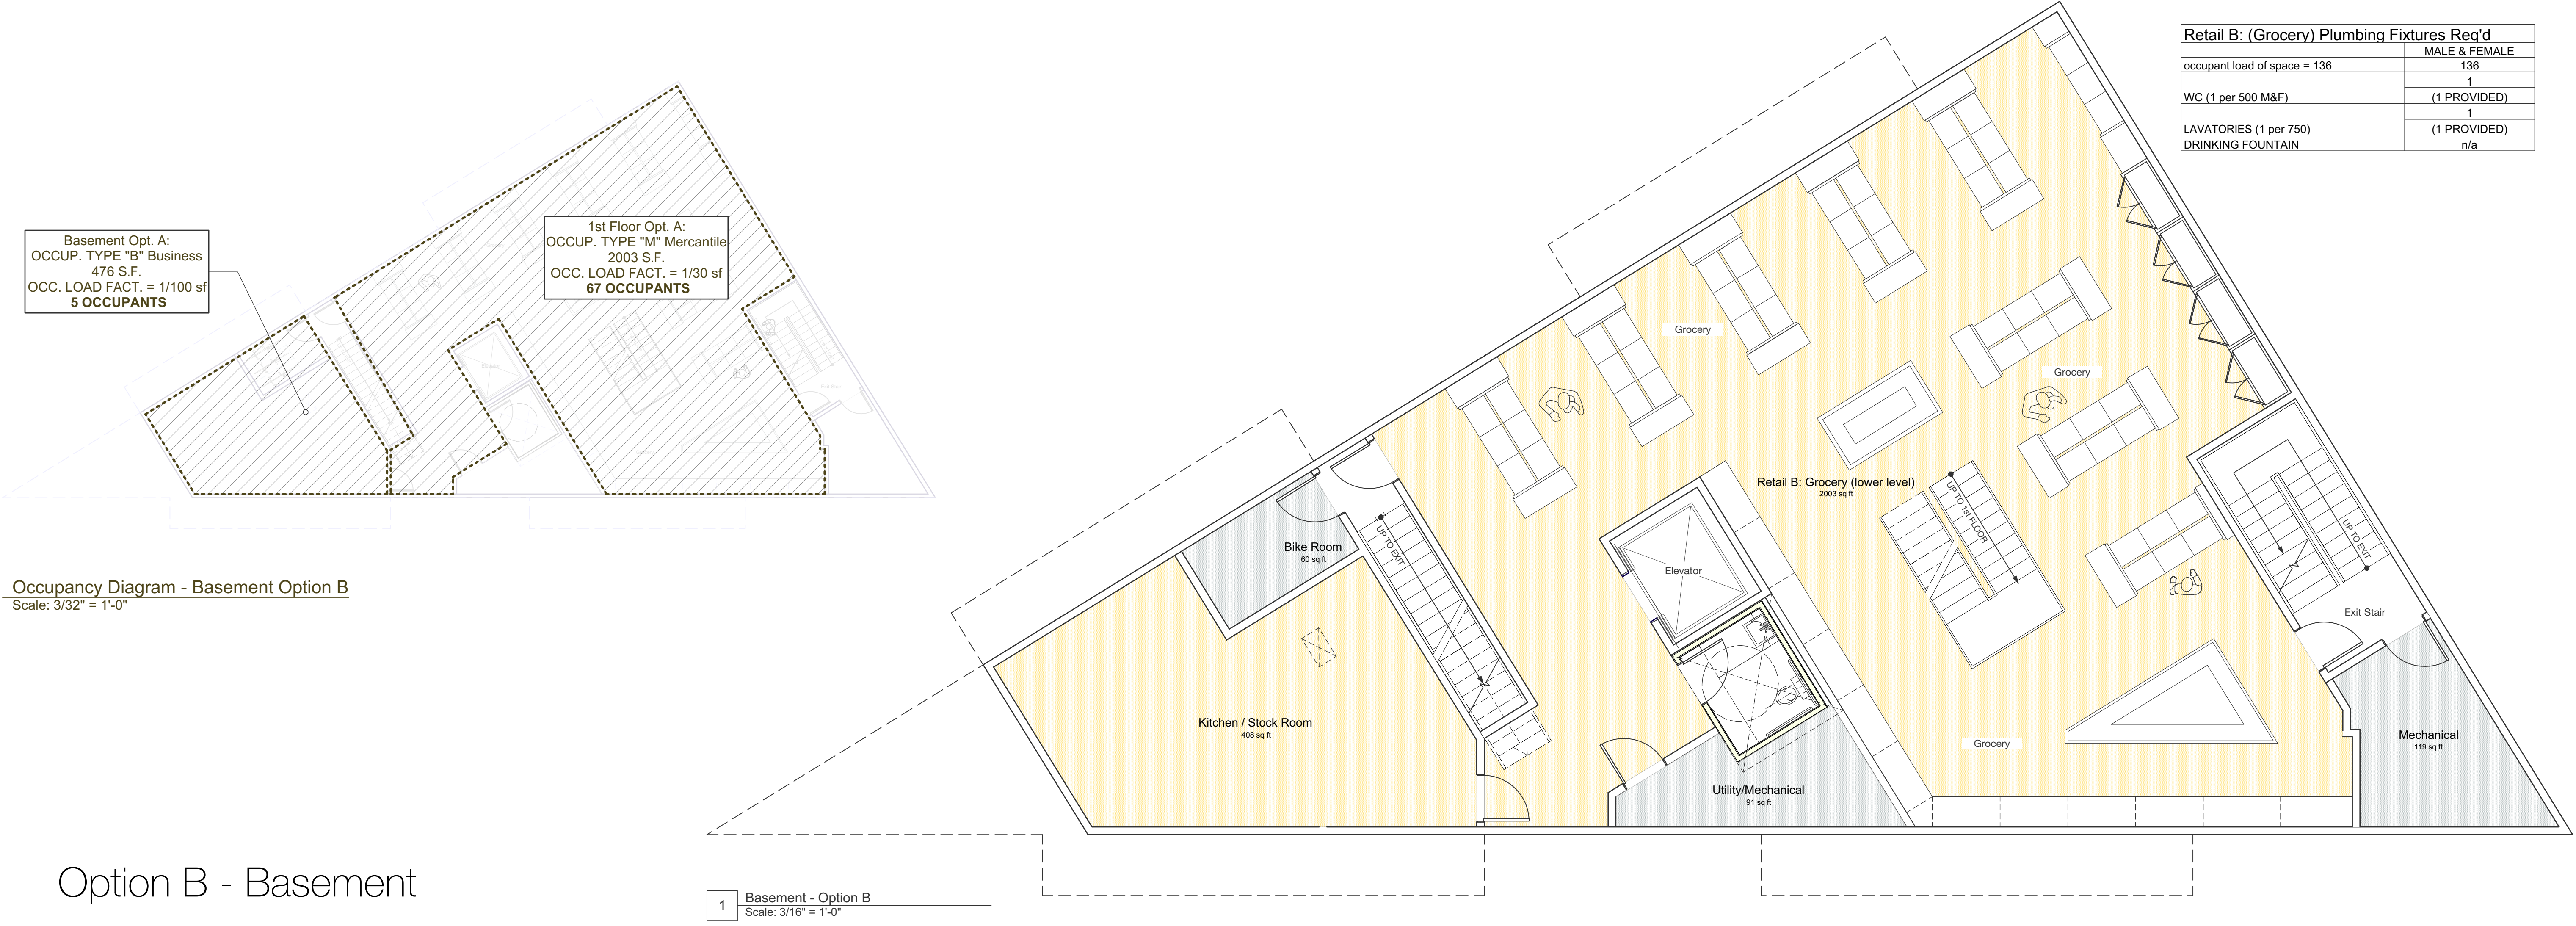 Retail B: (Grocery) Plumbing Fixtures Req'd
MALE & FEMALE
occupant load of space = 136
136
WC (1 per 500 M&F)
1
(1 PROVIDED)
LAVATORIES (1 per 750)
1
(1 PROVIDED)
DRINKING FOUNTAIN
n/a
Basement Opt. A:
OCCUP. TYPE "B" Business
476 S.F.
OCC. LOAD FACT. = 1/100 sf
5 OCCUPANTS
1st Floor Opt. A:
OCCUP. TYPE "M" Mercantile
2003 S.F.
OCC. LOAD FACT. = 1/30 sf
67 OCCUPANTS
Elevator
Exit Stair
Occupancy Diagram - Basement Option B
Scale: 3/32" = 1'-0"
Grocery
Grocery
Retail B: Grocery (lower level)
2003 sq ft
UP TO 1st FLOOR
UP TO EXIT
Bike Room
60 sq ft
UP TO EXIT
Elevator
Exit Stair
Kitchen / Stock Room
408 sq ft
Grocery
Mechanical
119 sq ft
Utility/Mechanical
91 sq ft
Option B - Basement
1
Basement - Option B
Scale: 3/16" = 1'-0"